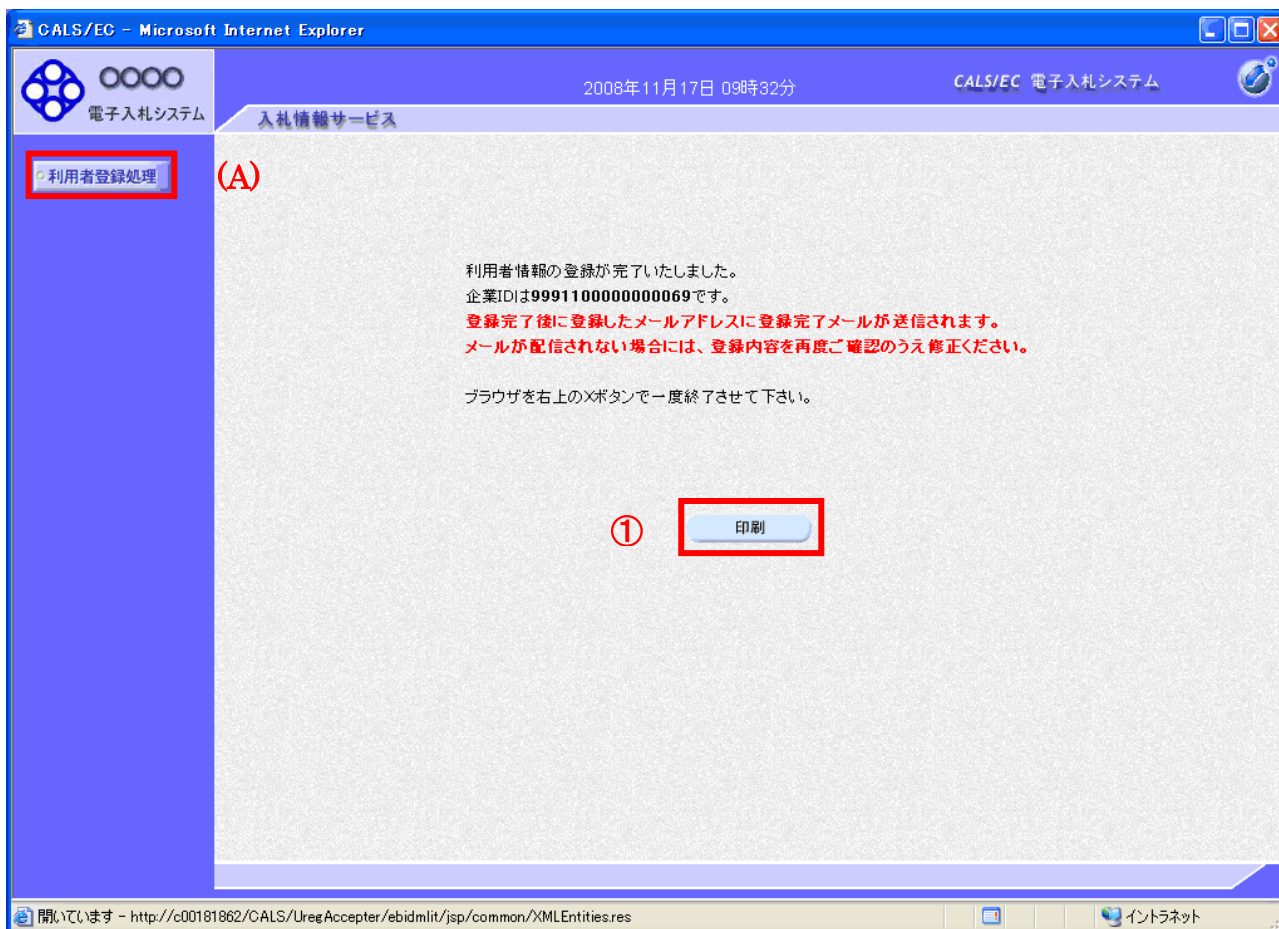 CALS/EC - Microsoft Internet Explorer
○○○○
電子入札システム
2008年11月17日 09時32分
CALS/EC 電子入札システム
入札情報サービス
利用者登録処理
(A)
利用者情報の登録が完了いたしました。
企業IDは9991100000000069です。
登録完了後に登録したメールアドレスに登録完了メールが送信されます。
メールが配信されない場合には、登録内容を再度ご確認のうえ修正ください。
ブラウザを右上の×ボタンで一度終了させて下さい。
① 印刷
開いています - http://c00181862/CALS/UregAccepter/ebidmlit/jsp/common/XMLEntities.res
イントラネット